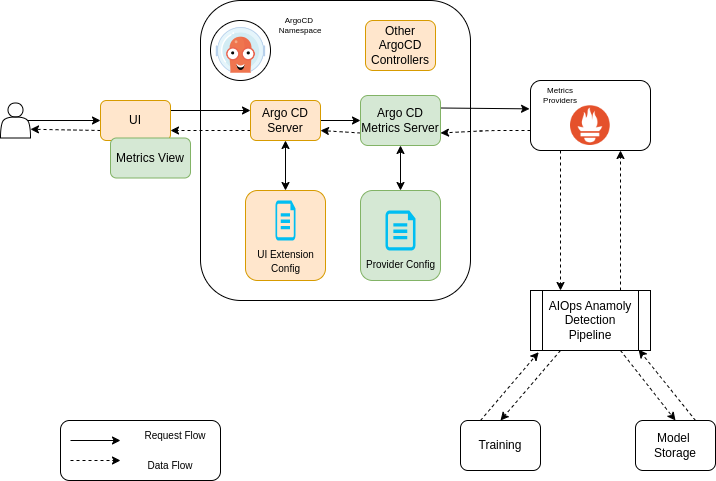 ArgoCD
Namespace
Other
ArgoCD
Controllers
Metrics
Providers
UI
Argo CD
Server
Argo CD
Metrics Server
Metrics View
UI Extension
Config
Provider Config
AIOps Anamoly
Detection
Pipeline
Training
Model
Storage
Request Flow
Data Flow